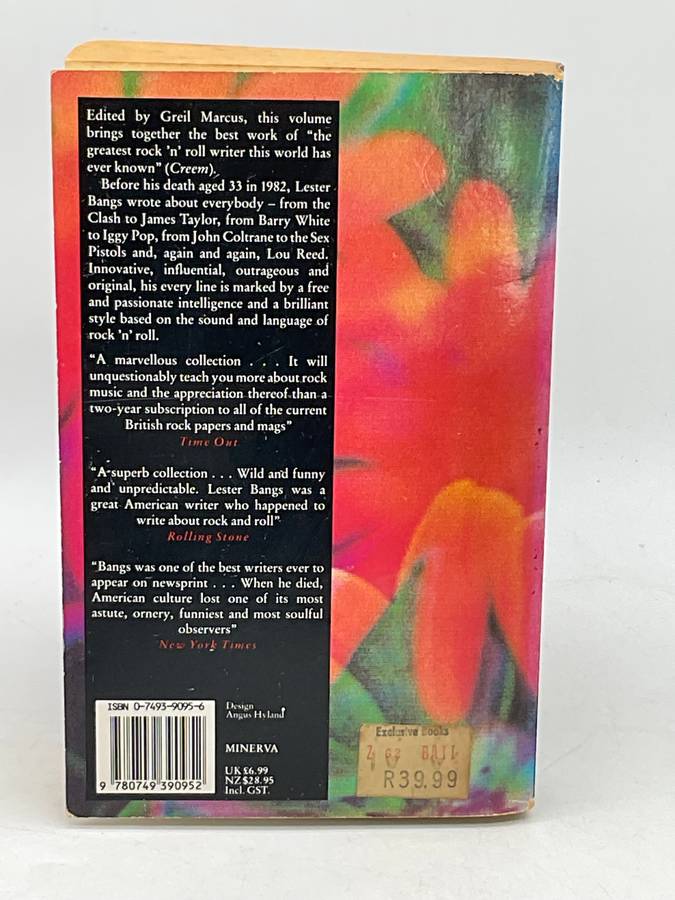 Edited by Greil Marcus, this volume
brings together the best work of "the
greatest rock 'n' roll writer this world has
ever known" (Creem).
Before his death aged 33 in 1982, Lester
Bangs wrote about everybody – from the
Clash to James Taylor, from Barry White
to Iggy Pop, from John Coltrane to the Sex
Pistols and, again and again, Lou Reed.
Innovative, influential, outrageous and
original, his every line is marked by a free
and passionate intelligence and a brilliant
style based on the sound and language of
rock 'n' roll.
"A marvellous collection . . . It will
unquestionably teach you more about rock
music and the appreciation thereof than a
two-year subscription to all of the current
British rock papers and mags"
Time Out
"A superb collection . . . Wild and funny
and unpredictable. Lester Bangs was a
great American writer who happened to
write about rock and roll"
Rolling Stone
"Bangs was one of the best writers ever to
appear on newsprint . . . When he died,
American culture lost one of its most
astute, ornery, funniest and most soulful
observers"
New York Times
ISBN 0-7493-9095-6
9 780749 390952
Design
Angus Hyland
MINERVA
UK £6.99
NZ $28.95
Incl. GST.
Exclusive Books
R39.99